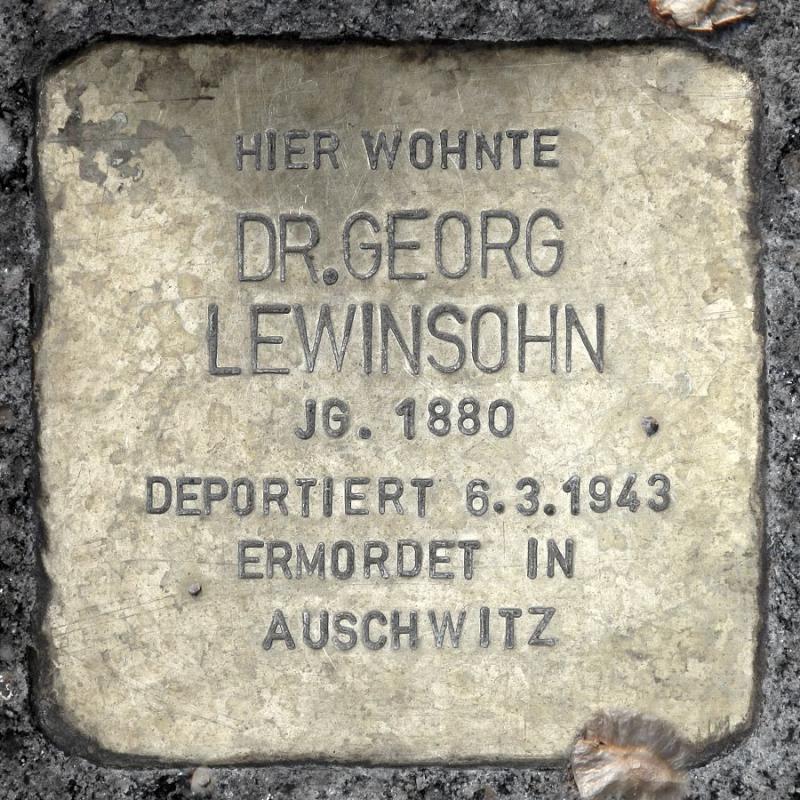 HIER WOHNTE
DR. GEORG
LEWINSOHN
JG. 1880
DEPORTIERT 6.3.1943
ERMORDET IN
AUSCHWITZ